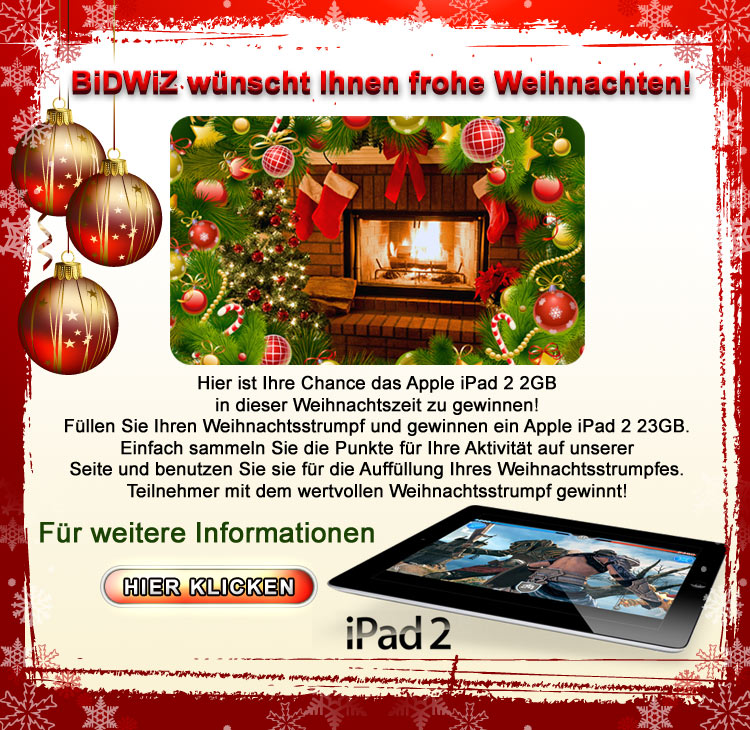 BiDWiZ wünscht Ihnen frohe Weihnachten!
Hier ist Ihre Chance das Apple iPad 2 2GB
in dieser Weihnachtszeit zu gewinnen!
Füllen Sie Ihren Weihnachtsstrumpf und gewinnen ein Apple iPad 2 23GB.
Einfach sammeln Sie die Punkte für Ihre Aktivität auf unserer
Seite und benutzen Sie sie für die Auffüllung Ihres Weihnachtsstrumpfes.
Teilnehmer mit dem wertvollen Weihnachtsstrumpf gewinnt!
Für weitere Informationen
HIER KLICKEN
iPad 2